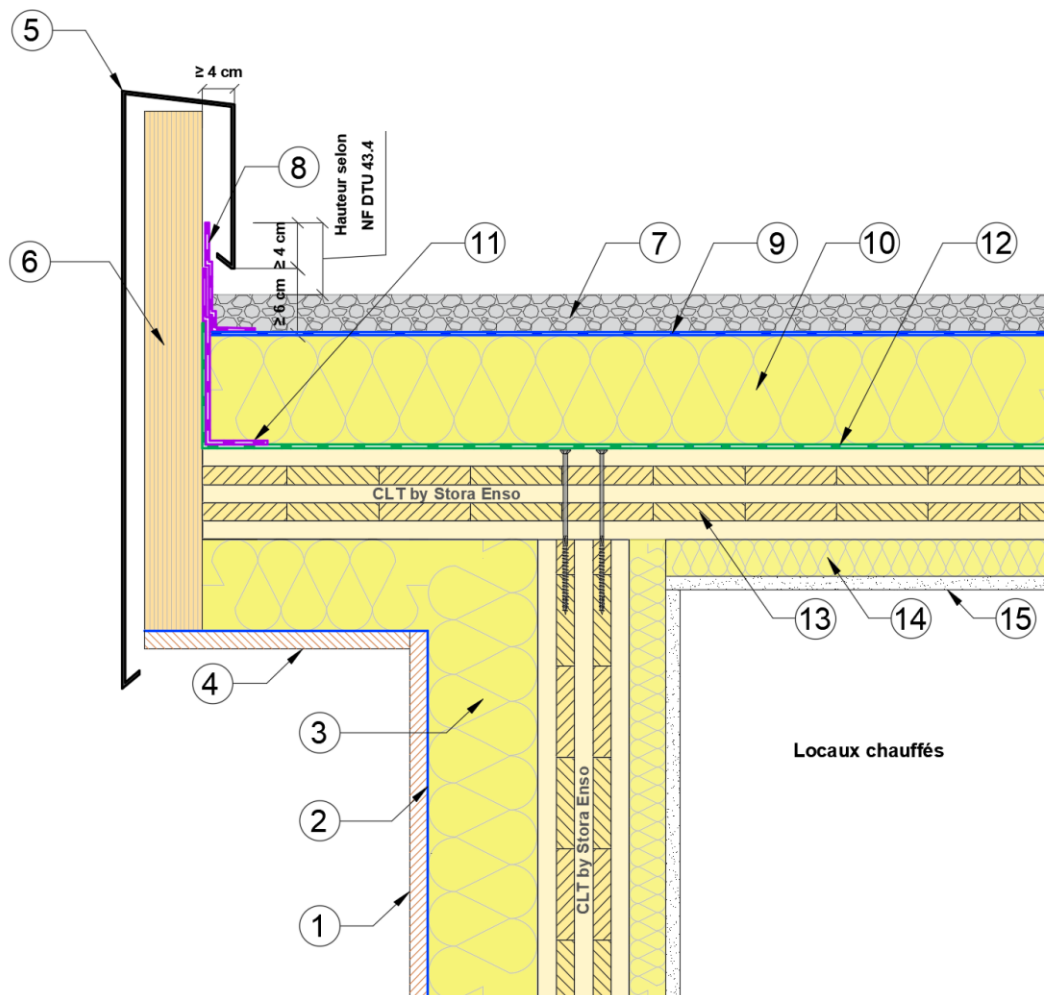 5
≥ 4 cm
8
Hauteur selon
NF DTU 43.4
≥ 4 cm
≥ 6 cm
11
7
9
10
12
6
CLT by Stora Enso
13
14
15
4
3
Locaux chauffés
2
CLT by Stora Enso
1